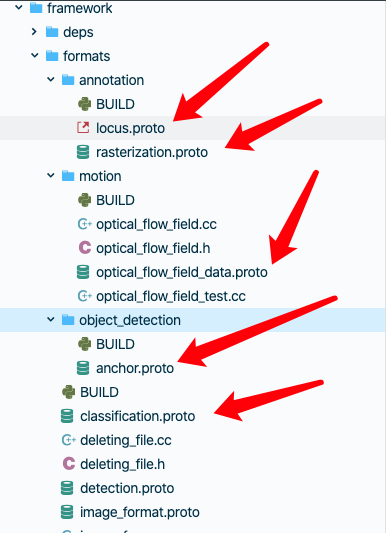 framework
deps
formats
annotation
BUILD
locus.proto
rasterization.proto
motion
BUILD
optical_flow_field.cc
optical_flow_field.h
optical_flow_field_data.proto
optical_flow_field_test.cc
object_detection
BUILD
anchor.proto
BUILD
classification.proto
deleting_file.cc
deleting_file.h
detection.proto
image_format.proto